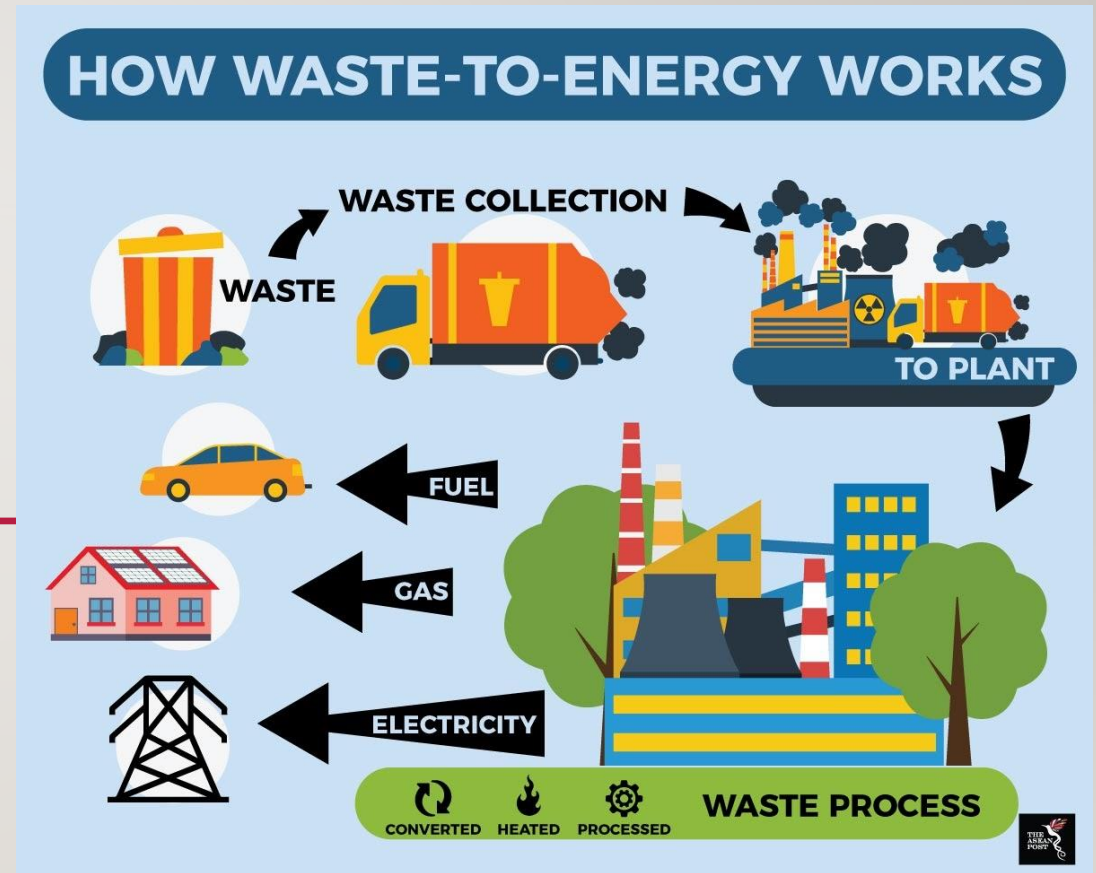 HOW WASTE-TO-ENERGY WORKS
WASTE COLLECTION
WASTE
TO PLANT
FUEL
GAS
ELECTRICITY
CONVERTED
HEATED
PROCESSED
WASTE PROCESS
THE
ASEAN
POST